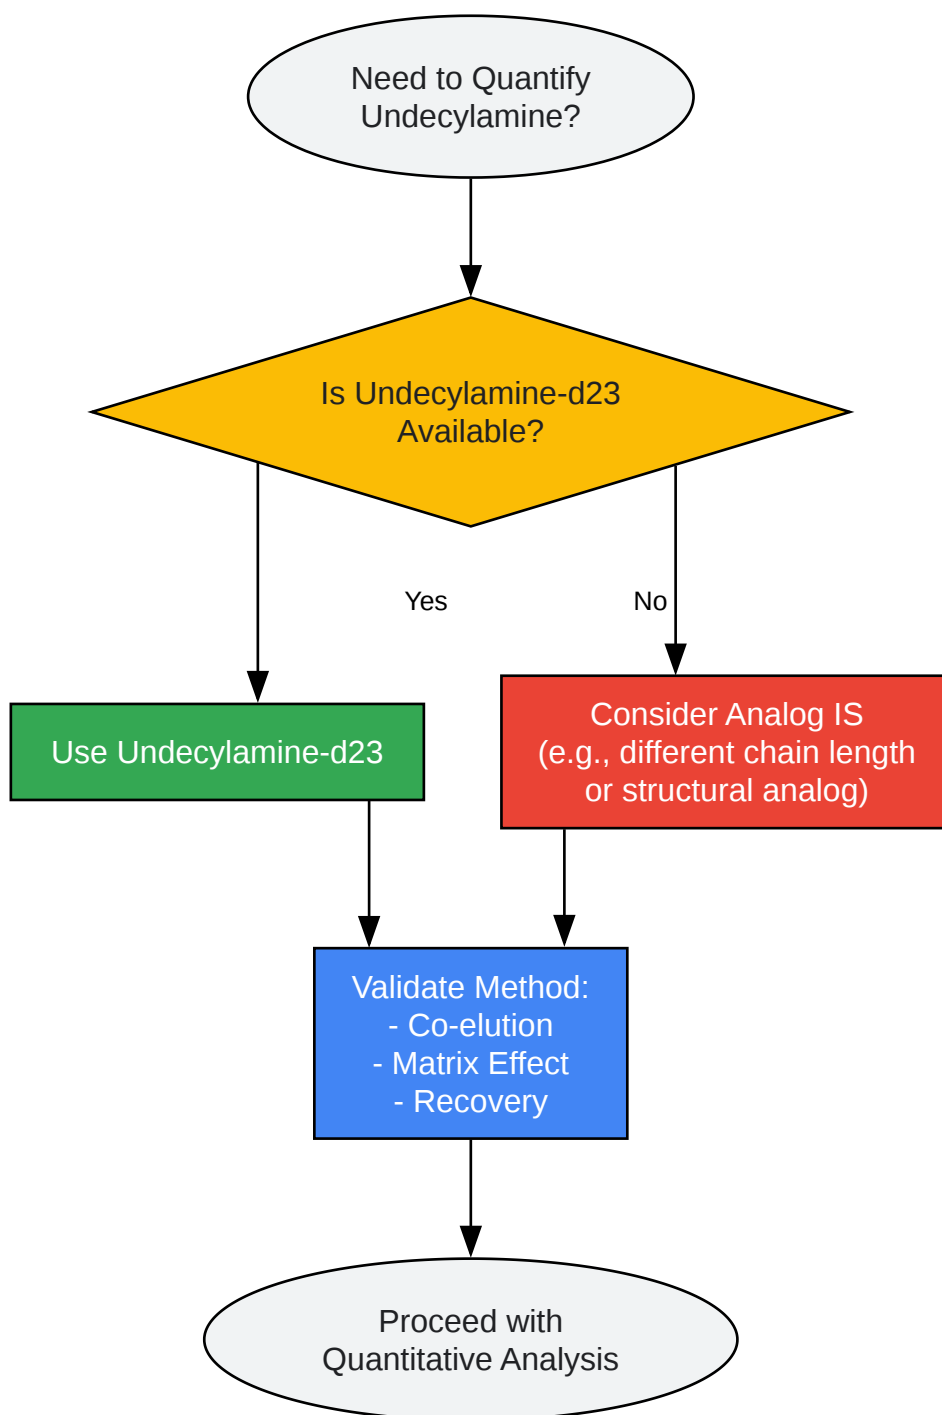 Need to Quantify
Undecylamine?
Is Undecylamine-d23
Available?
Yes
No
Use Undecylamine-d23
Consider Analog IS
(e.g., different chain length
or structural analog)
Validate Method:
- Co-elution
- Matrix Effect
- Recovery
Proceed with
Quantitative Analysis